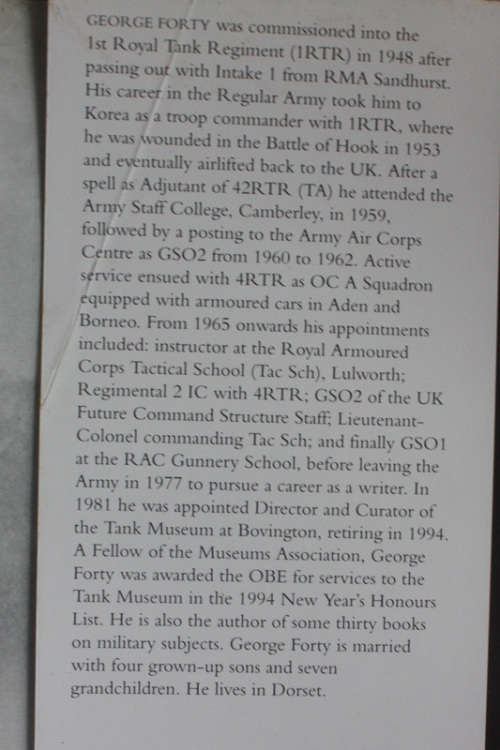 GEORGE FORTY was commissioned into the
1st Royal Tank Regiment (1RTR) in 1948 after
passing out with Intake 1 from RMA Sandhurst.
His career in the Regular Army took him to
Korea as a troop commander with 1RTR, where
he was wounded in the Battle of Hook in 1953
and eventually airlifted back to the UK. After a
spell as Adjutant of 42RTR (TA) he attended the
Army Staff College, Camberley, in 1959,
followed by a posting to the Army Air Corps
Centre as GSO2 from 1960 to 1962. Active
service ensued with 4RTR as OC A Squadron
equipped with armoured cars in Aden and
Borneo. From 1965 onwards his appointments
included: instructor at the Royal Armoured
Corps Tactical School (Tac Sch), Lulworth;
Regimental 2 IC with 4RTR; GSO2 of the UK
Future Command Structure Staff; Lieutenant-
Colonel commanding Tac Sch; and finally GSO1
at the RAC Gunnery School, before leaving the
Army in 1977 to pursue a career as a writer. In
1981 he was appointed Director and Curator of
the Tank Museum at Bovington, retiring in 1994.
A Fellow of the Museums Association, George
Forty was awarded the OBE for services to the
Tank Museum in the 1994 New Year's Honours
List. He is also the author of some thirty books
on military subjects. George Forty is married
with four grown-up sons and seven
grandchildren. He lives in Dorset.